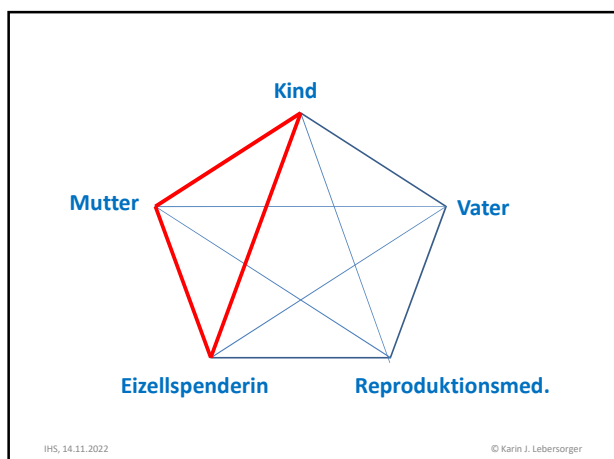 Kind
Mutter
Vater
Eizellspenderin
Reproduktionsmed.
IHS, 14.11.2022
© Karin J. Lebersorger